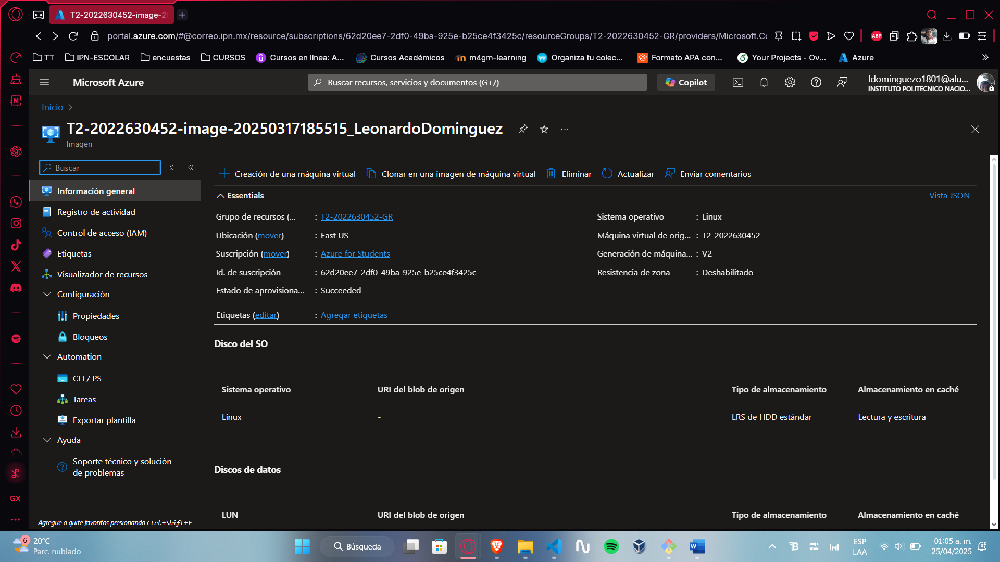 T2-2022630452-image-2
portal.azure.com/#@correo.ipn.mx/resource/subscriptions/62d20ee7-2df0-49ba-925e-b25ce4f3425c/resourceGroups/T2-2022630452-GR/providers/Microsoft.Cc
ABP
TT IPN-ESCOLAR encuestas CURSOS Cursos en línea: A... Cursos Académicos m4gm-learning Organiza tu colec... Formato APA con... Your Projects - Ov... Azure
Microsoft Azure
Buscar recursos, servicios y documentos (G+/)
Copilot
ldominguezo1801@alu...
INSTITUTO POLITECNICO NACIO...
Inicio
T2-2022630452-image-20250317185515_LeonardoDominguez
Imagen
Buscar
Información general
Registro de actividad
Control de acceso (IAM)
Etiquetas
Visualizador de recursos
Configuración
Propiedades
Bloqueos
Automation
CLI / PS
Tareas
Exportar plantilla
Ayuda
Soporte técnico y solución
de problemas
Agregue o quite favoritos presionando Ctrl+Shift+F
Creación de una máquina virtual Clonar en una imagen de máquina virtual Eliminar Actualizar Enviar comentarios
Essentials
Vista JSON
Grupo de recursos (... : T2-2022630452-GR
Ubicación (mover) : East US
Suscripción (mover) : Azure for Students
Id. de suscripción : 62d20ee7-2df0-49ba-925e-b25ce4f3425c
Estado de aprovisiona... : Succeeded
Etiquetas (editar) : Agregar etiquetas
Sistema operativo : Linux
Máquina virtual de orig... : T2-2022630452
Generación de máquina... : V2
Resistencia de zona : Deshabilitado
Disco del SO
Sistema operativo URI del blob de origen Tipo de almacenamiento Almacenamiento en caché
Linux - LRS de HDD estándar Lectura y escritura
Discos de datos
LUN URI del blob de origen Tipo de almacenamiento Almacenamiento en caché
GX
6
20°C
Parc. nublado
Búsqueda
ESP
LAA
01:05 a. m.
25/04/2025